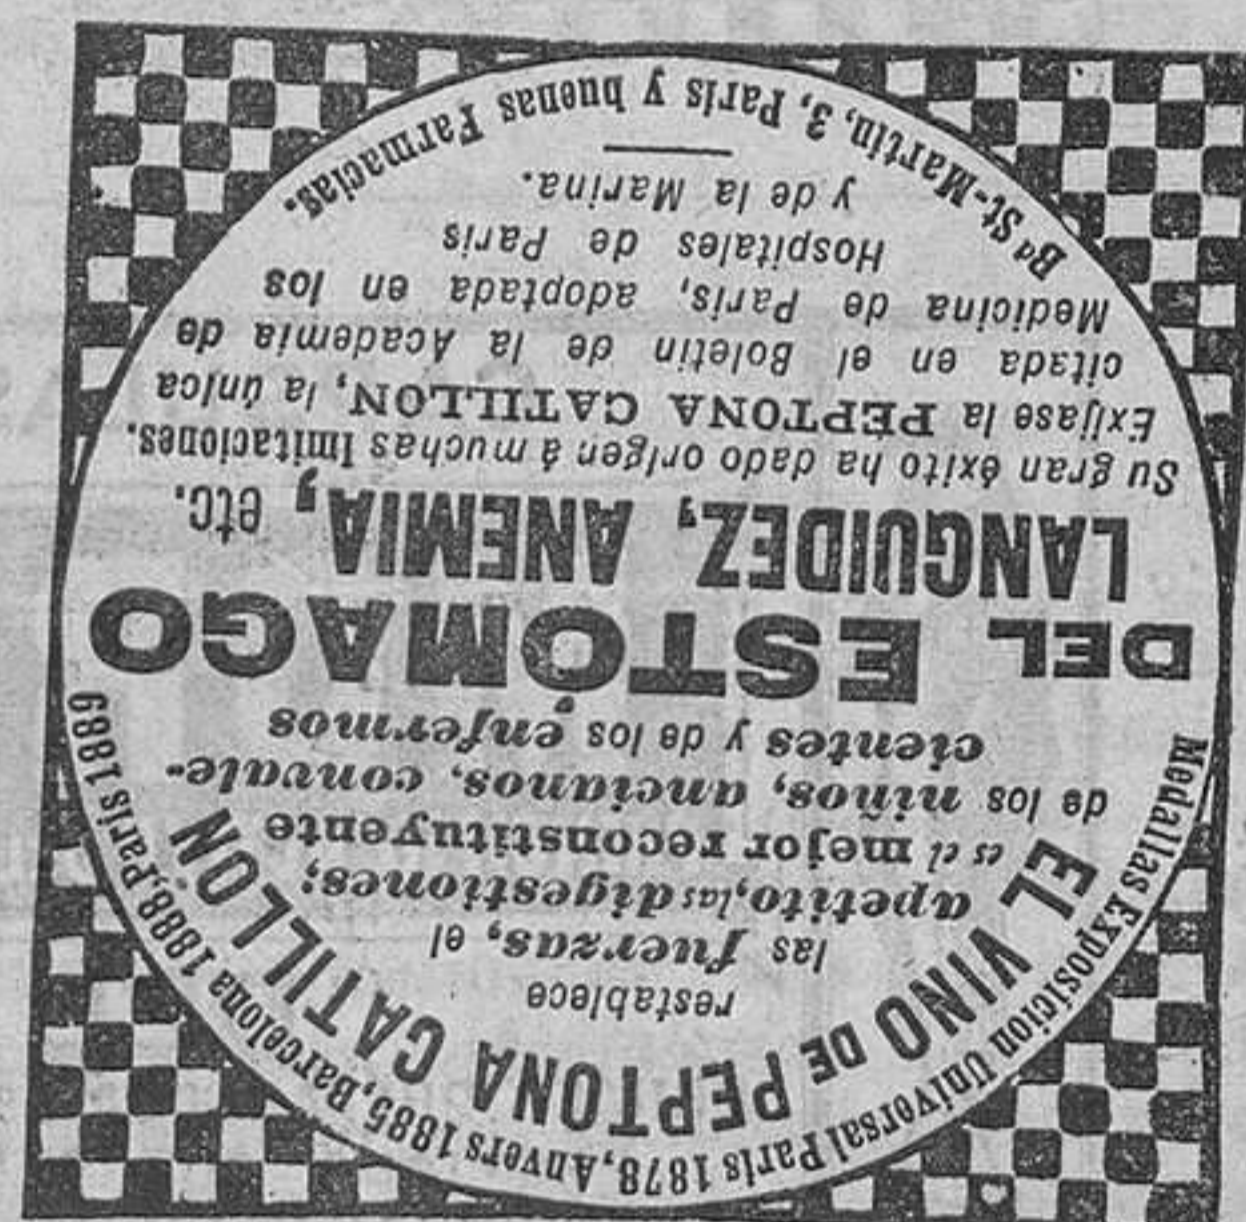 Medallas Exposicion Universal Paris 1878, Anvers 1885, Barcelona 1888, Paris 1889
EL VINO DE PEPTONA CATILLON
restablece
las fuerzas, el
apetito, las digestiones;
es el mejor reconstituyente
de los niños, ancianos, convale-
cientes y de los enfermos
DEL ESTÓMAGO
LANGUIDEZ, ANEMIA, etc.
Su gran éxito ha dado origen á muchas Imitaciones.
Exíjase la PEPTONA CATILLON, la única
citada en el Boletin de la Academia de
Medicina de Paris, adoptada en los
Hospitales de Paris
y de la Marina.
Bd St-Martin, 3, Paris y buenas Farmacias.